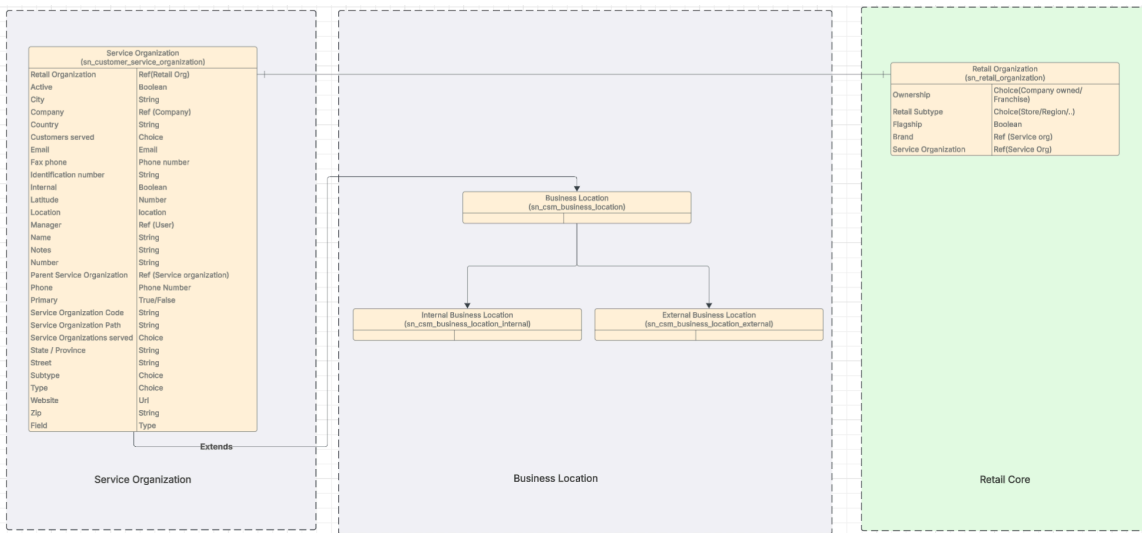 Service Organization
(sn_customer_service_organization)
Retail Organization Ref(Retail Org)
Active Boolean
City String
Company Ref (Company)
Country String
Customers served Choice
Email Email
Fax phone Phone number
Identification number String
Internal Boolean
Latitude Number
Location location
Manager Ref (User)
Name String
Notes String
Number String
Parent Service Organization Ref (Service organization)
Phone Phone Number
Primary True/False
Service Organization Code String
Service Organization Path String
Service Organizations served Choice
State / Province String
Street String
Subtype Choice
Type Choice
Website Url
Zip String
Field Type
Extends
Service Organization
Business Location
(sn_csm_business_location)
Internal Business Location
(sn_csm_business_location_internal)
External Business Location
(sn_csm_business_location_external)
Business Location
Retail Organization
(sn_retail_organization)
Ownership Choice(Company owned/
Franchise)
Retail Subtype Choice(Store/Region/..)
Flagship Boolean
Brand Ref (Service org)
Service Organization Ref(Service Org)
Retail Core